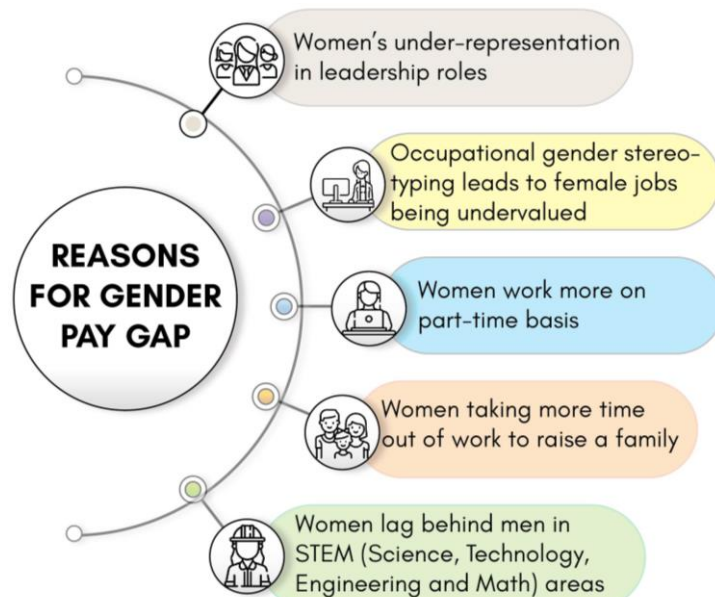 REASONS
FOR GENDER
PAY GAP
Women's under-representation
in leadership roles
Occupational gender stereo-
typing leads to female jobs
being undervalued
Women work more on
part-time basis
Women taking more time
out of work to raise a family
Women lag behind men in
STEM (Science, Technology,
Engineering and Math) areas